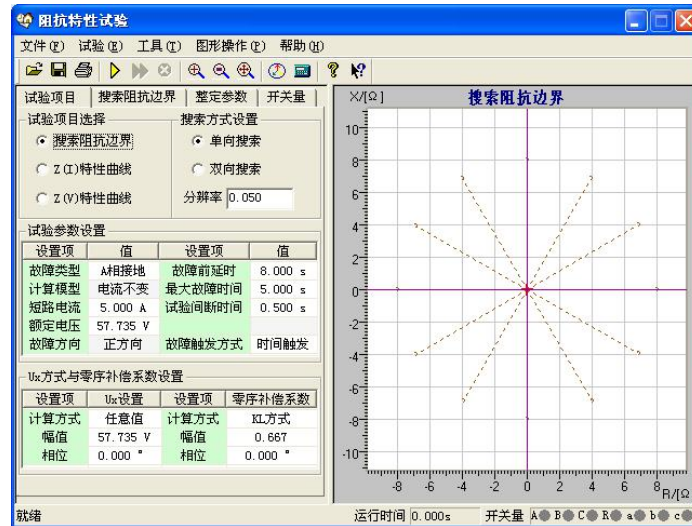 阻抗特性试验
文件(F) 试验(E) 工具(T) 图形操作(P) 帮助(H)
试验项目 搜索阻抗边界 整定参数 开关量
试验项目选择 搜索方式设置
搜索阻抗边界 单向搜索
Z(I)特性曲线 双向搜索
Z(V)特性曲线 分辨率 0.050
试验参数设置
设置项 值 设置项 值
故障类型 A相接地 故障前延时 8.000 s
计算模型 电流不变 最大故障时间 5.000 s
短路电流 5.000 A 试验间断时间 0.500 s
额定电压 57.735 V
故障方向 正方向 故障触发方式 时间触发
Ux方式与零序补偿系数设置
设置项 Ux设置 设置项 零序补偿系数
计算方式 任意值 计算方式 KL方式
幅值 57.735 V 幅值 0.667
相位 0.000 ° 相位 0.000 °
X/[Ω] 搜索阻抗边界
10
8
6
4
2
0
-2
-4
-6
-8
-10
-8 -6 -4 -2 0 2 4 6 8
R/[Ω
就绪 运行时间 0.000s 开关量 A B C R a b c